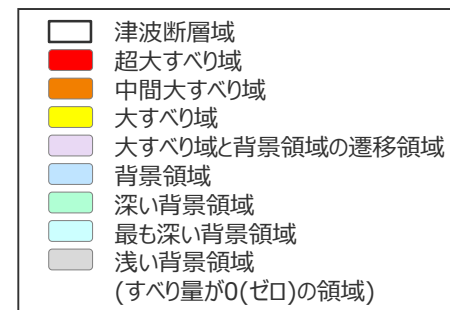 津波断層域
超大すべり域
中間大すべり域
大すべり域
大すべり域と背景領域の遷移領域
背景領域
深い背景領域
最も深い背景領域
浅い背景領域
(すべり量が0(ゼロ)の領域)